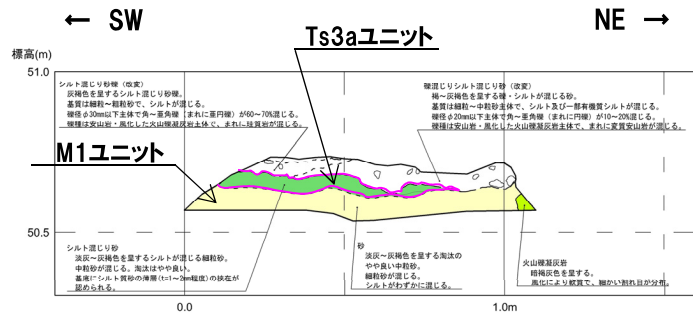 ← SW
NE →
Ts3aユニット
標高(m)
51.0
シルト混じり砂礫（改変）
灰褐色を呈するシルト混じり砂礫。
基質は細粒～粗粒砂で、シルトが混じる。
礫径φ30mm以下主体で角～亜角礫（まれに亜円礫）が60～70%混じる。
礫種は安山岩・風化した火山礫凝灰岩主体で、まれに珪質岩が混じる。
礫混じりシルト混じり砂（改変）
褐～灰褐色を呈する礫・シルトが混じる砂。
基質は細粒～中粒砂主体で、シルト及び一部有機質シルトが混じる。
礫径φ20mm以下主体で角～亜角礫（まれに亜円礫）が10～20%混じる。
礫種は安山岩・風化した火山礫凝灰岩主体で、まれに変質安山岩が混じる。
M1ユニット
50.5
シルト混じり砂
淡灰～灰褐色を呈するシルトが混じる細粒砂。
中粒砂が混じる。淘汰はやや良い。
基底にシルト質砂の薄層(t=1～2mm程度)の挟在が
認められる。
砂
淡灰～灰褐色を呈する淘汰の
やや良い中粒砂。
細粒砂が混じる。
シルトがわずかに混じる。
火山礫凝灰岩
暗褐灰色を呈する。
風化により軟質で、細かい割れ目が分布。
0.0
1.0m